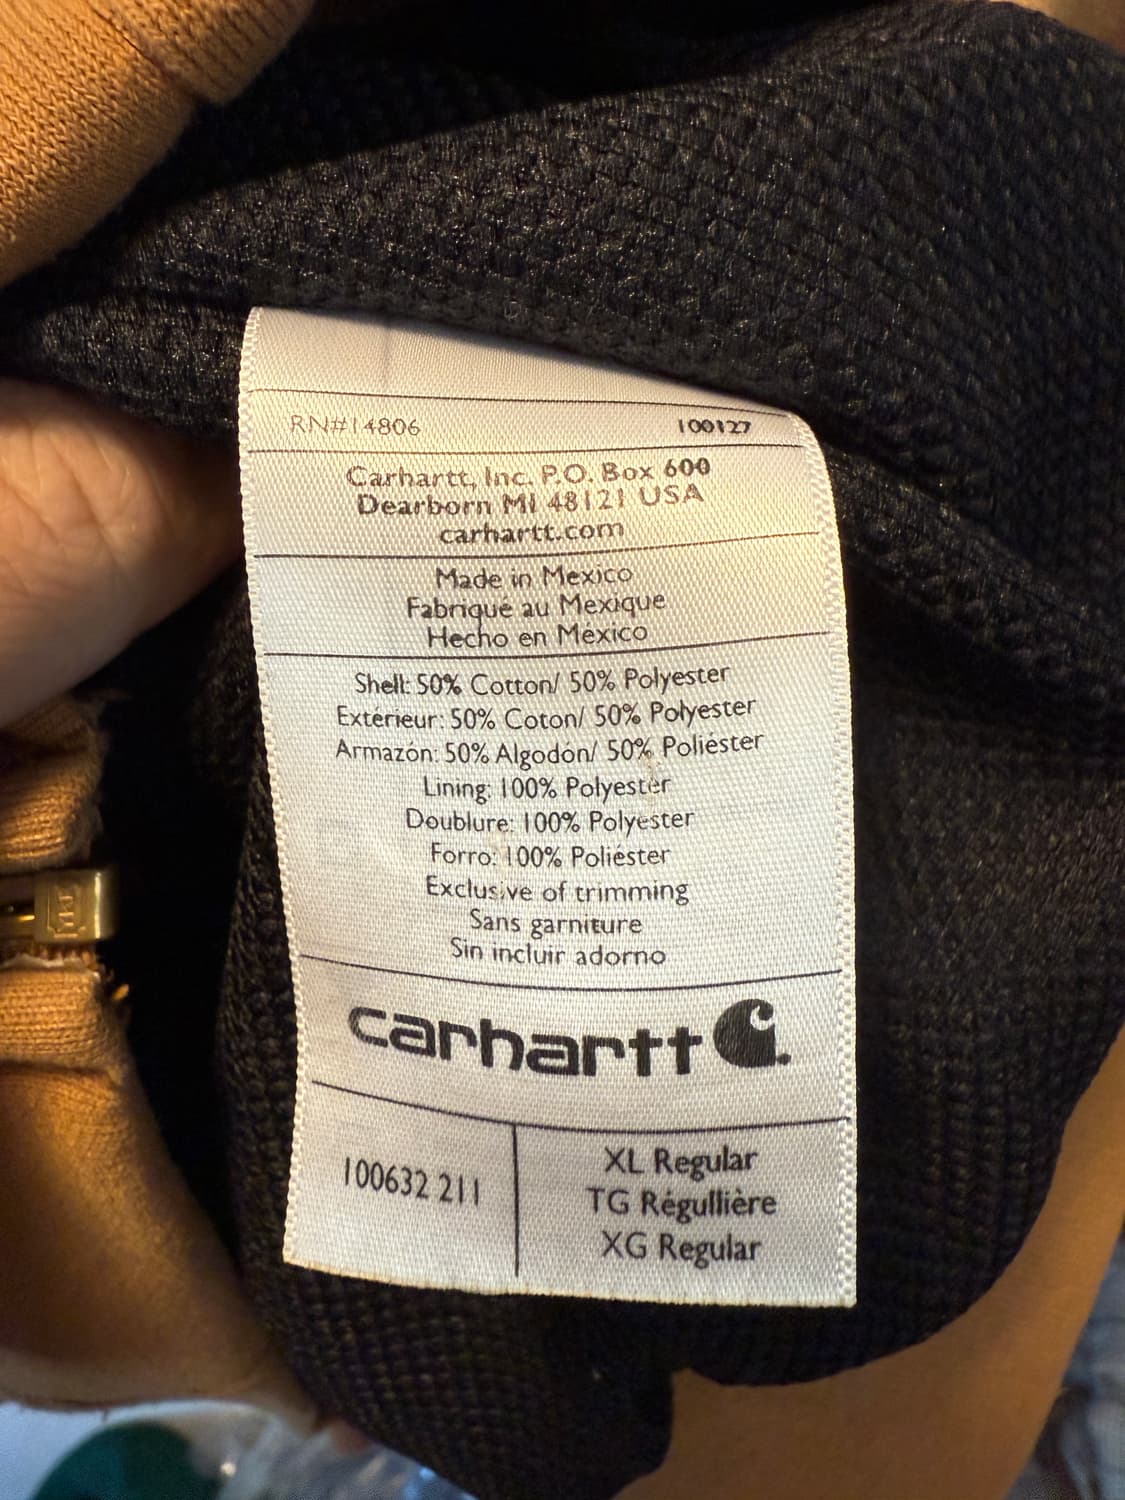 RN#14806 100127
Carhartt, Inc. P.O. Box 600
Dearborn MI 48121 USA
carhartt.com
Made in Mexico
Fabriqué au Mexique
Hecho en México
Shell: 50% Cotton/ 50% Polyester
Extérieur: 50% Coton/ 50% Polyester
Armazón: 50% Algodón/ 50% Poliéster
Lining: 100% Polyester
Doublure: 100% Polyester
Forro: 100% Poliéster
Exclusive of trimming
Sans garniture
Sin incluir adorno
carhartt
100632 211
XL Regular
TG Régullière
XG Regular